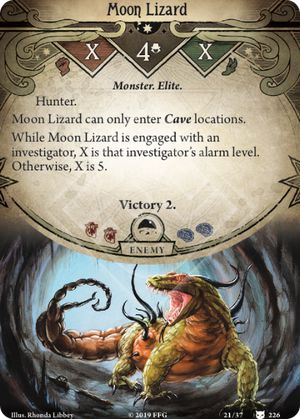 Moon Lizard
X 4 X
Monster. Elite.
Hunter.
Moon Lizard can only enter Cave locations.
While Moon Lizard is engaged with an
investigator, X is that investigator's alarm level.
Otherwise, X is 5.
Victory 2.
ENEMY
Illus. Rhonda Libbey © 2019 FFG 21/37 226